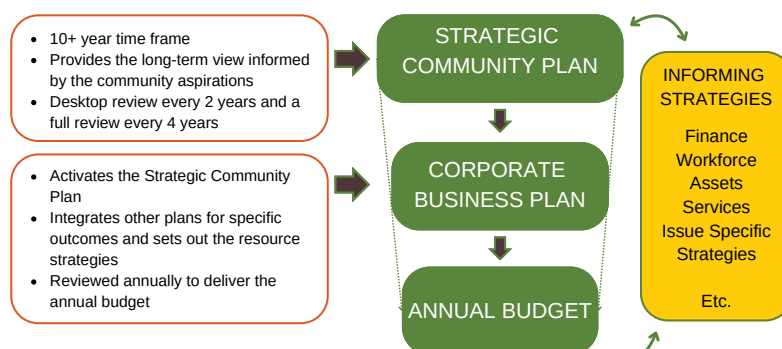 • 10+ year time frame
• Provides the long-term view informed
by the community aspirations
• Desktop review every 2 years and a
full review every 4 years
STRATEGIC
COMMUNITY PLAN
• Activates the Strategic Community
Plan
• Integrates other plans for specific
outcomes and sets out the resource
strategies
• Reviewed annually to deliver the
annual budget
CORPORATE
BUSINESS PLAN
ANNUAL BUDGET
INFORMING
STRATEGIES
Finance
Workforce
Assets
Services
Issue Specific
Strategies
Etc.